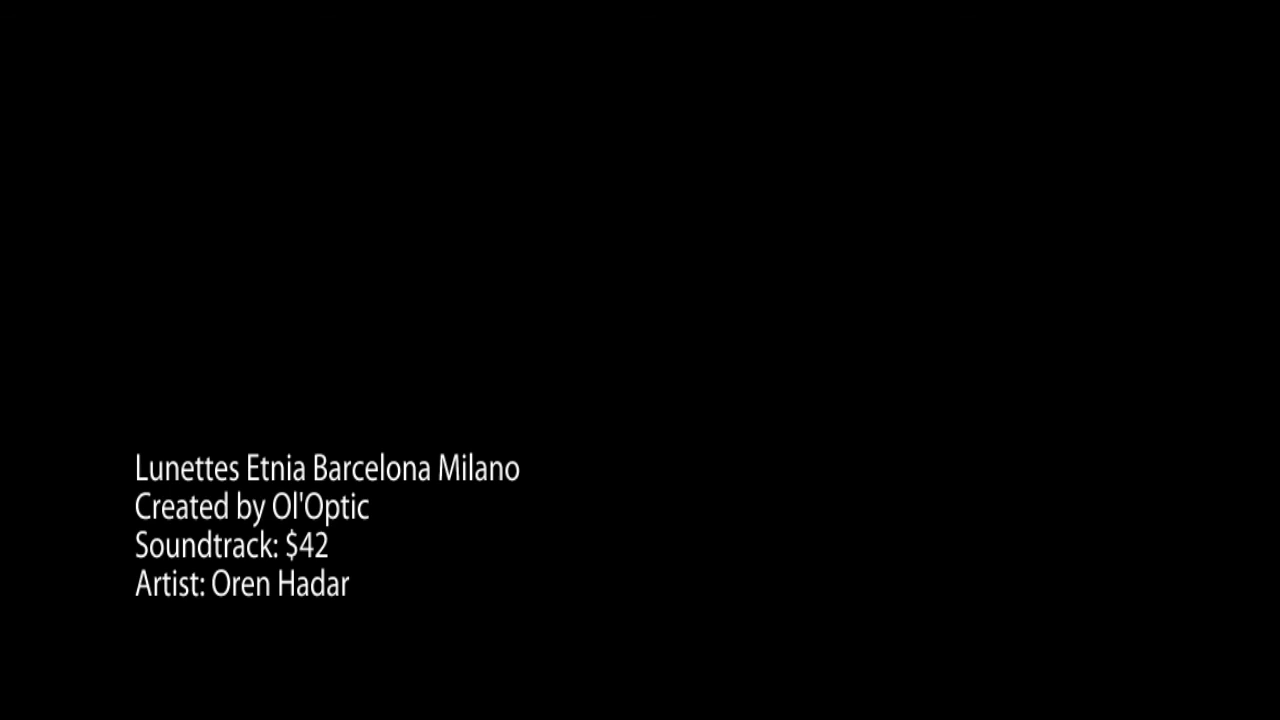 Lunettes Etnia Barcelona Milano
Created by Ol'Optic
Soundtrack: $42
Artist: Oren Hadar